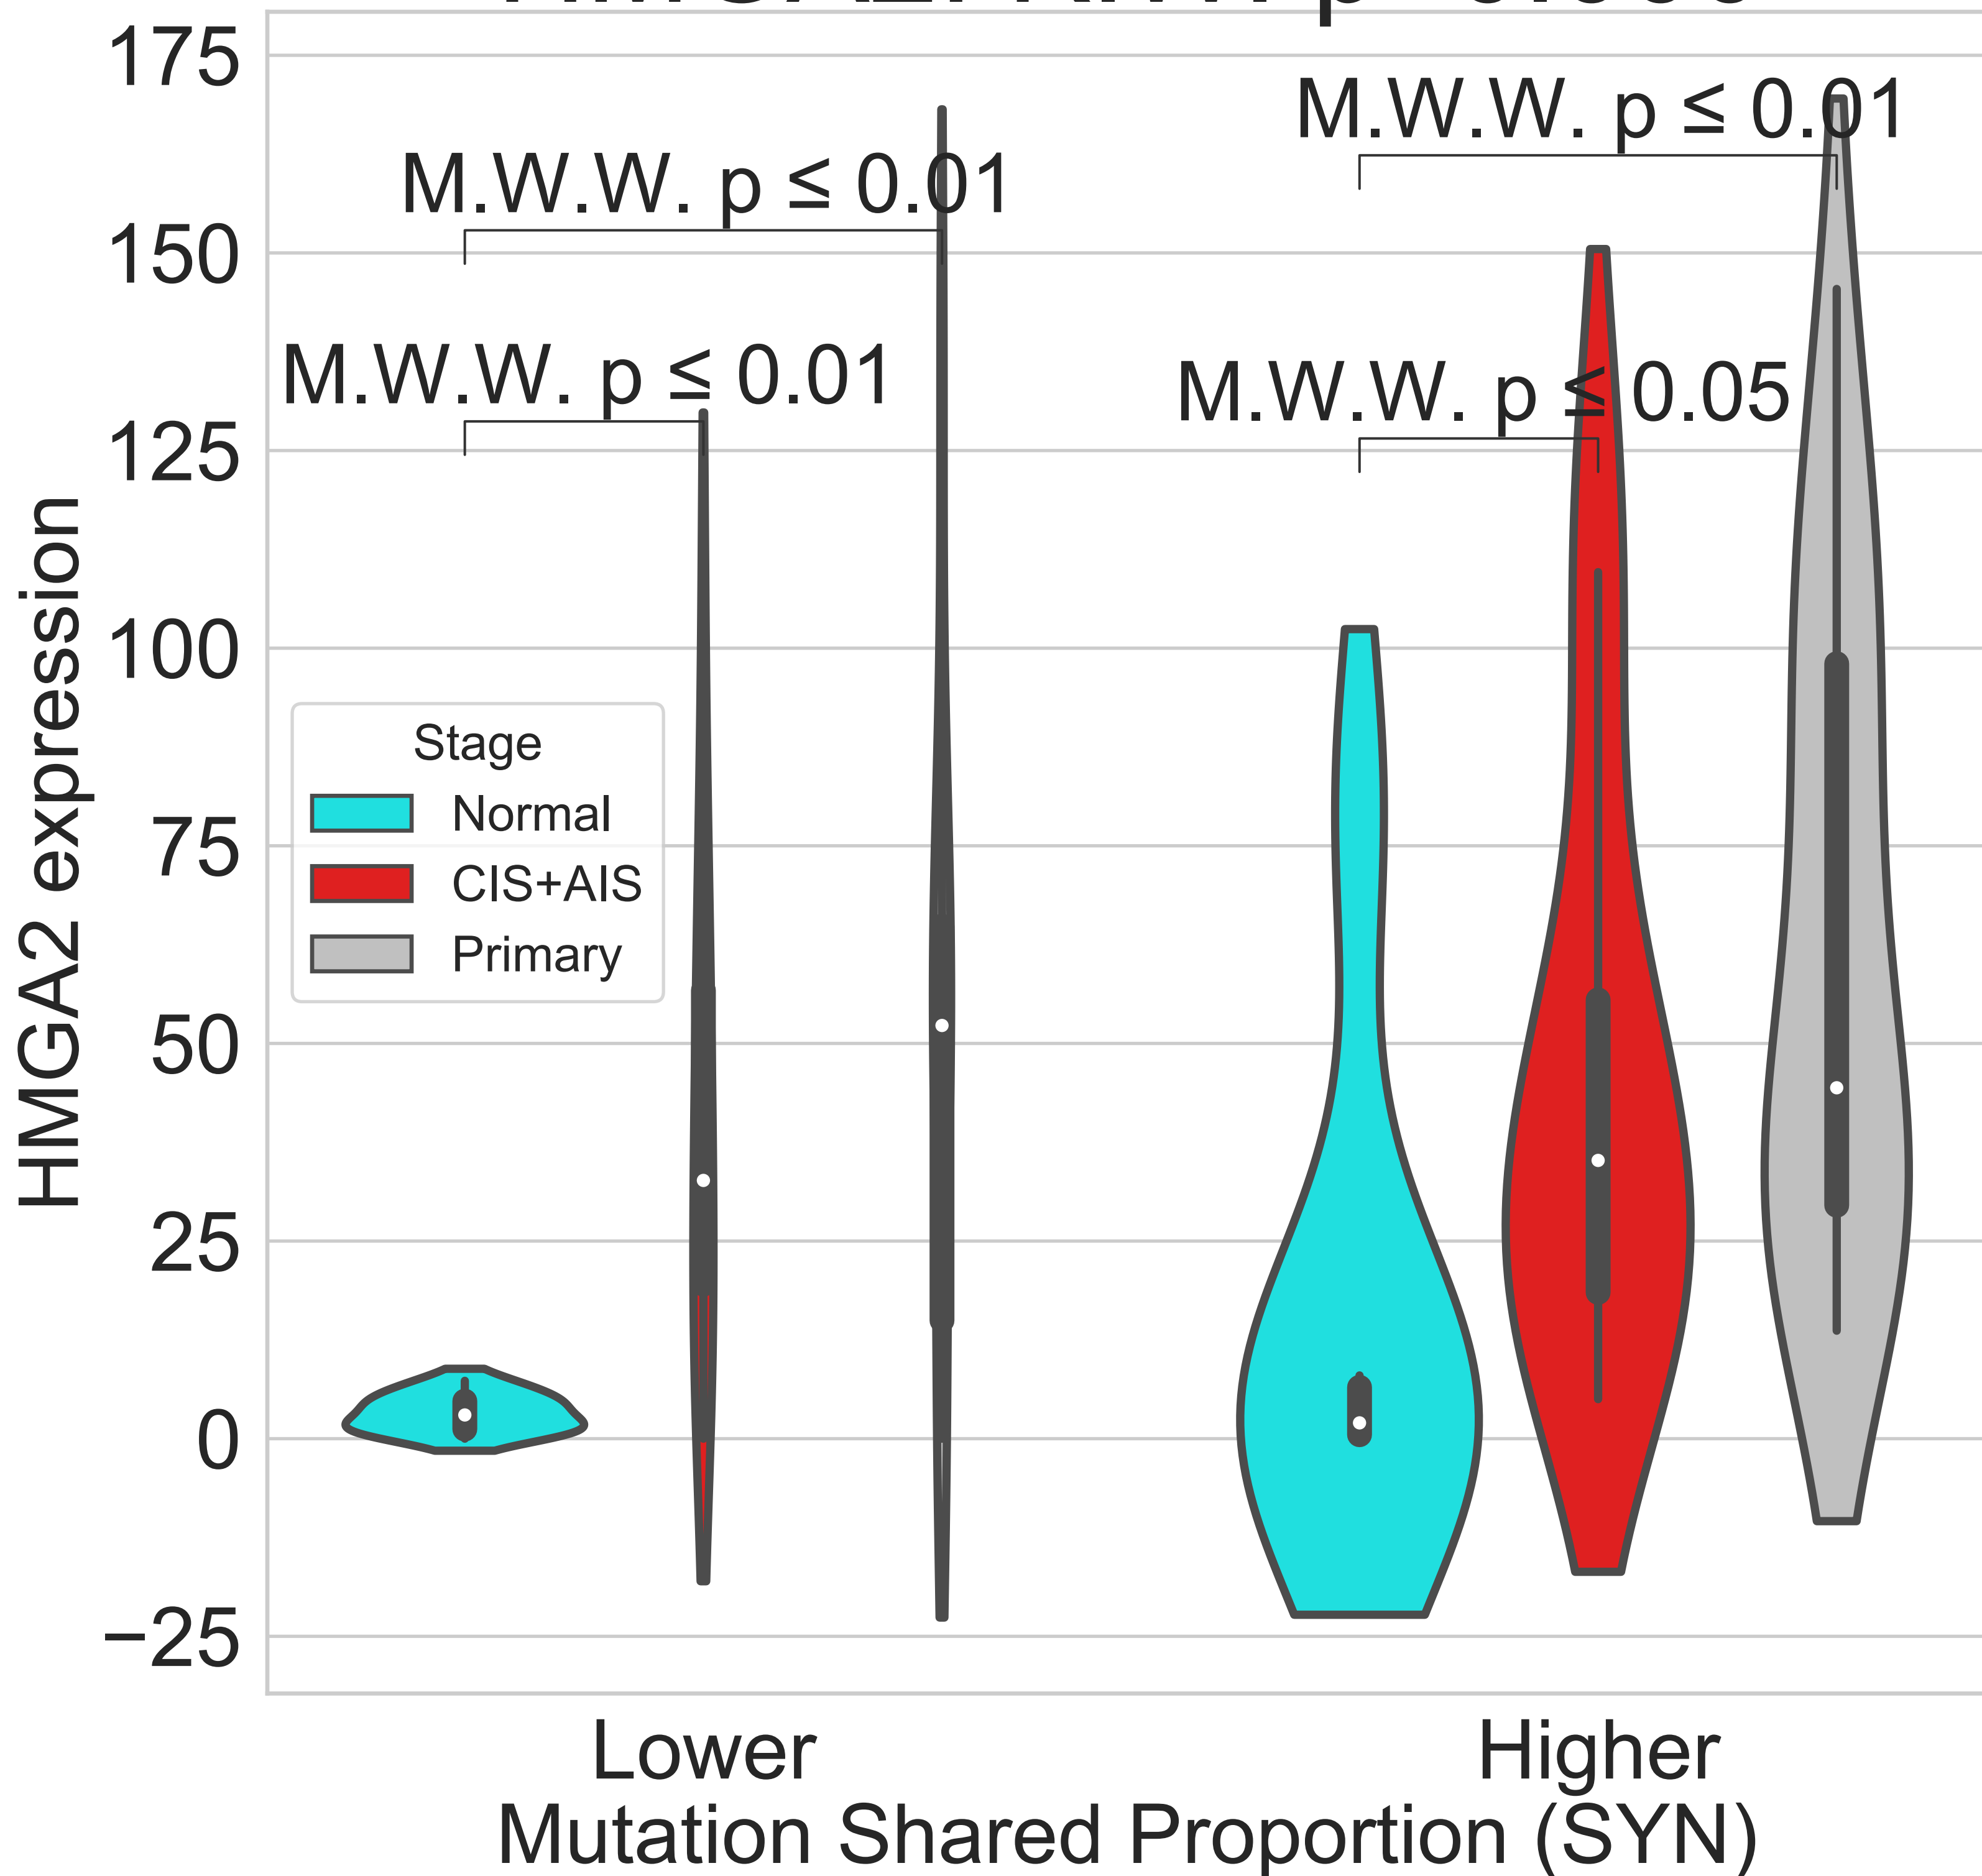 175
M.W.W. p ≤ 0.01
M.W.W. p ≤ 0.01
150
M.W.W. p ≤ 0.01
M.W.W. p ≤ 0.05
125
100
Stage
Normal
CIS+AIS
Primary
75
50
25
0
−25
HMGA2 expression
Lower
Higher
Mutation Shared Proportion (SYN)